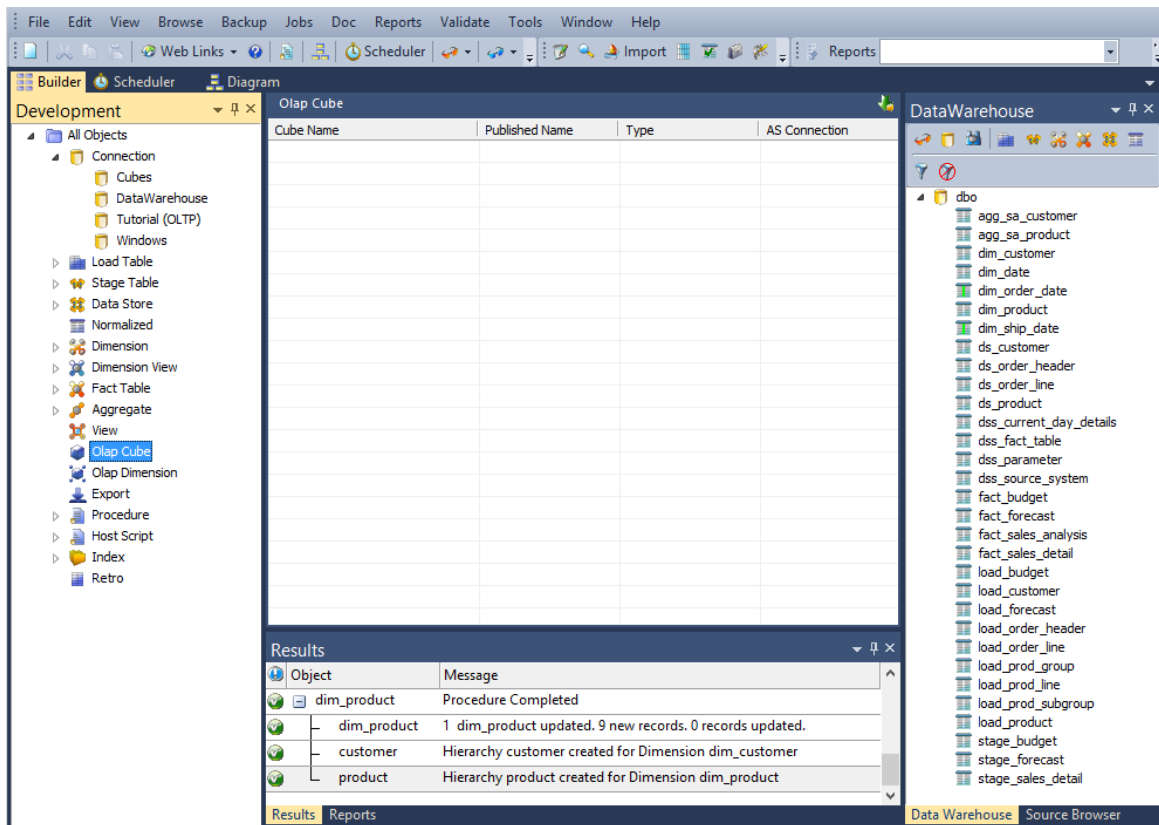 File Edit View Browse Backup Jobs Doc Reports Validate Tools Window Help
Web Links Scheduler Import Reports
Builder Scheduler Diagram
Development
All Objects
Connection
Cubes
DataWarehouse
Tutorial (OLTP)
Windows
Load Table
Stage Table
Data Store
Normalized
Dimension
Dimension View
Fact Table
Aggregate
View
Olap Cube
Olap Dimension
Export
Procedure
Host Script
Index
Retro
Olap Cube
Cube Name Published Name Type AS Connection
Results
Object Message
dim_product Procedure Completed
dim_product 1 dim_product updated. 9 new records. 0 records updated.
customer Hierarchy customer created for Dimension dim_customer
product Hierarchy product created for Dimension dim_product
Results Reports
DataWarehouse
dbo
agg_sa_customer
agg_sa_product
dim_customer
dim_date
dim_order_date
dim_product
dim_ship_date
ds_customer
ds_order_header
ds_order_line
ds_product
dss_current_day_details
dss_fact_table
dss_parameter
dss_source_system
fact_budget
fact_forecast
fact_sales_analysis
fact_sales_detail
load_budget
load_customer
load_forecast
load_order_header
load_order_line
load_prod_group
load_prod_line
load_prod_subgroup
load_product
stage_budget
stage_forecast
stage_sales_detail
Data Warehouse Source Browser